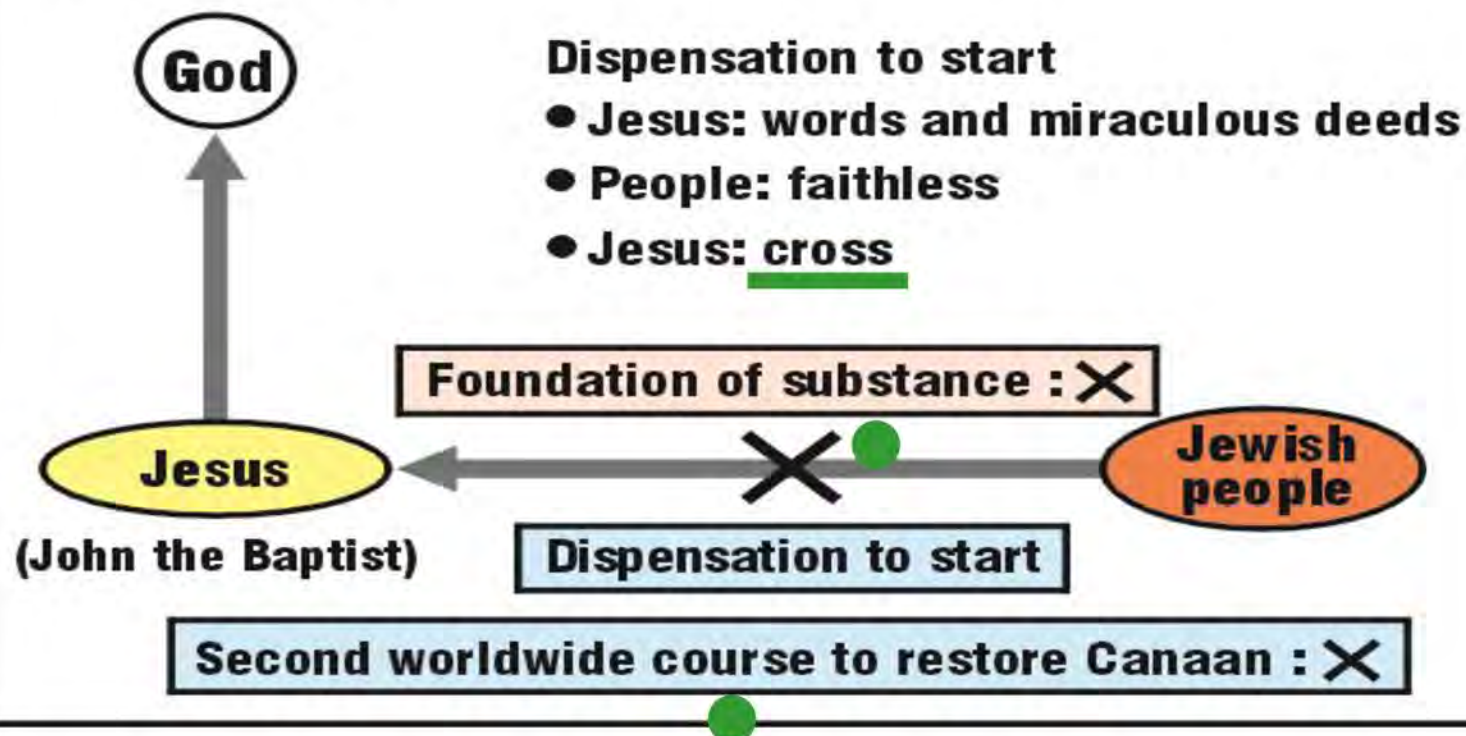 God
Dispensation to start
● Jesus: words and miraculous deeds
● People: faithless
● Jesus: cross
Foundation of substance : ✕
Jesus
Jewish
people
(John the Baptist)
Dispensation to start
Second worldwide course to restore Canaan : ✕